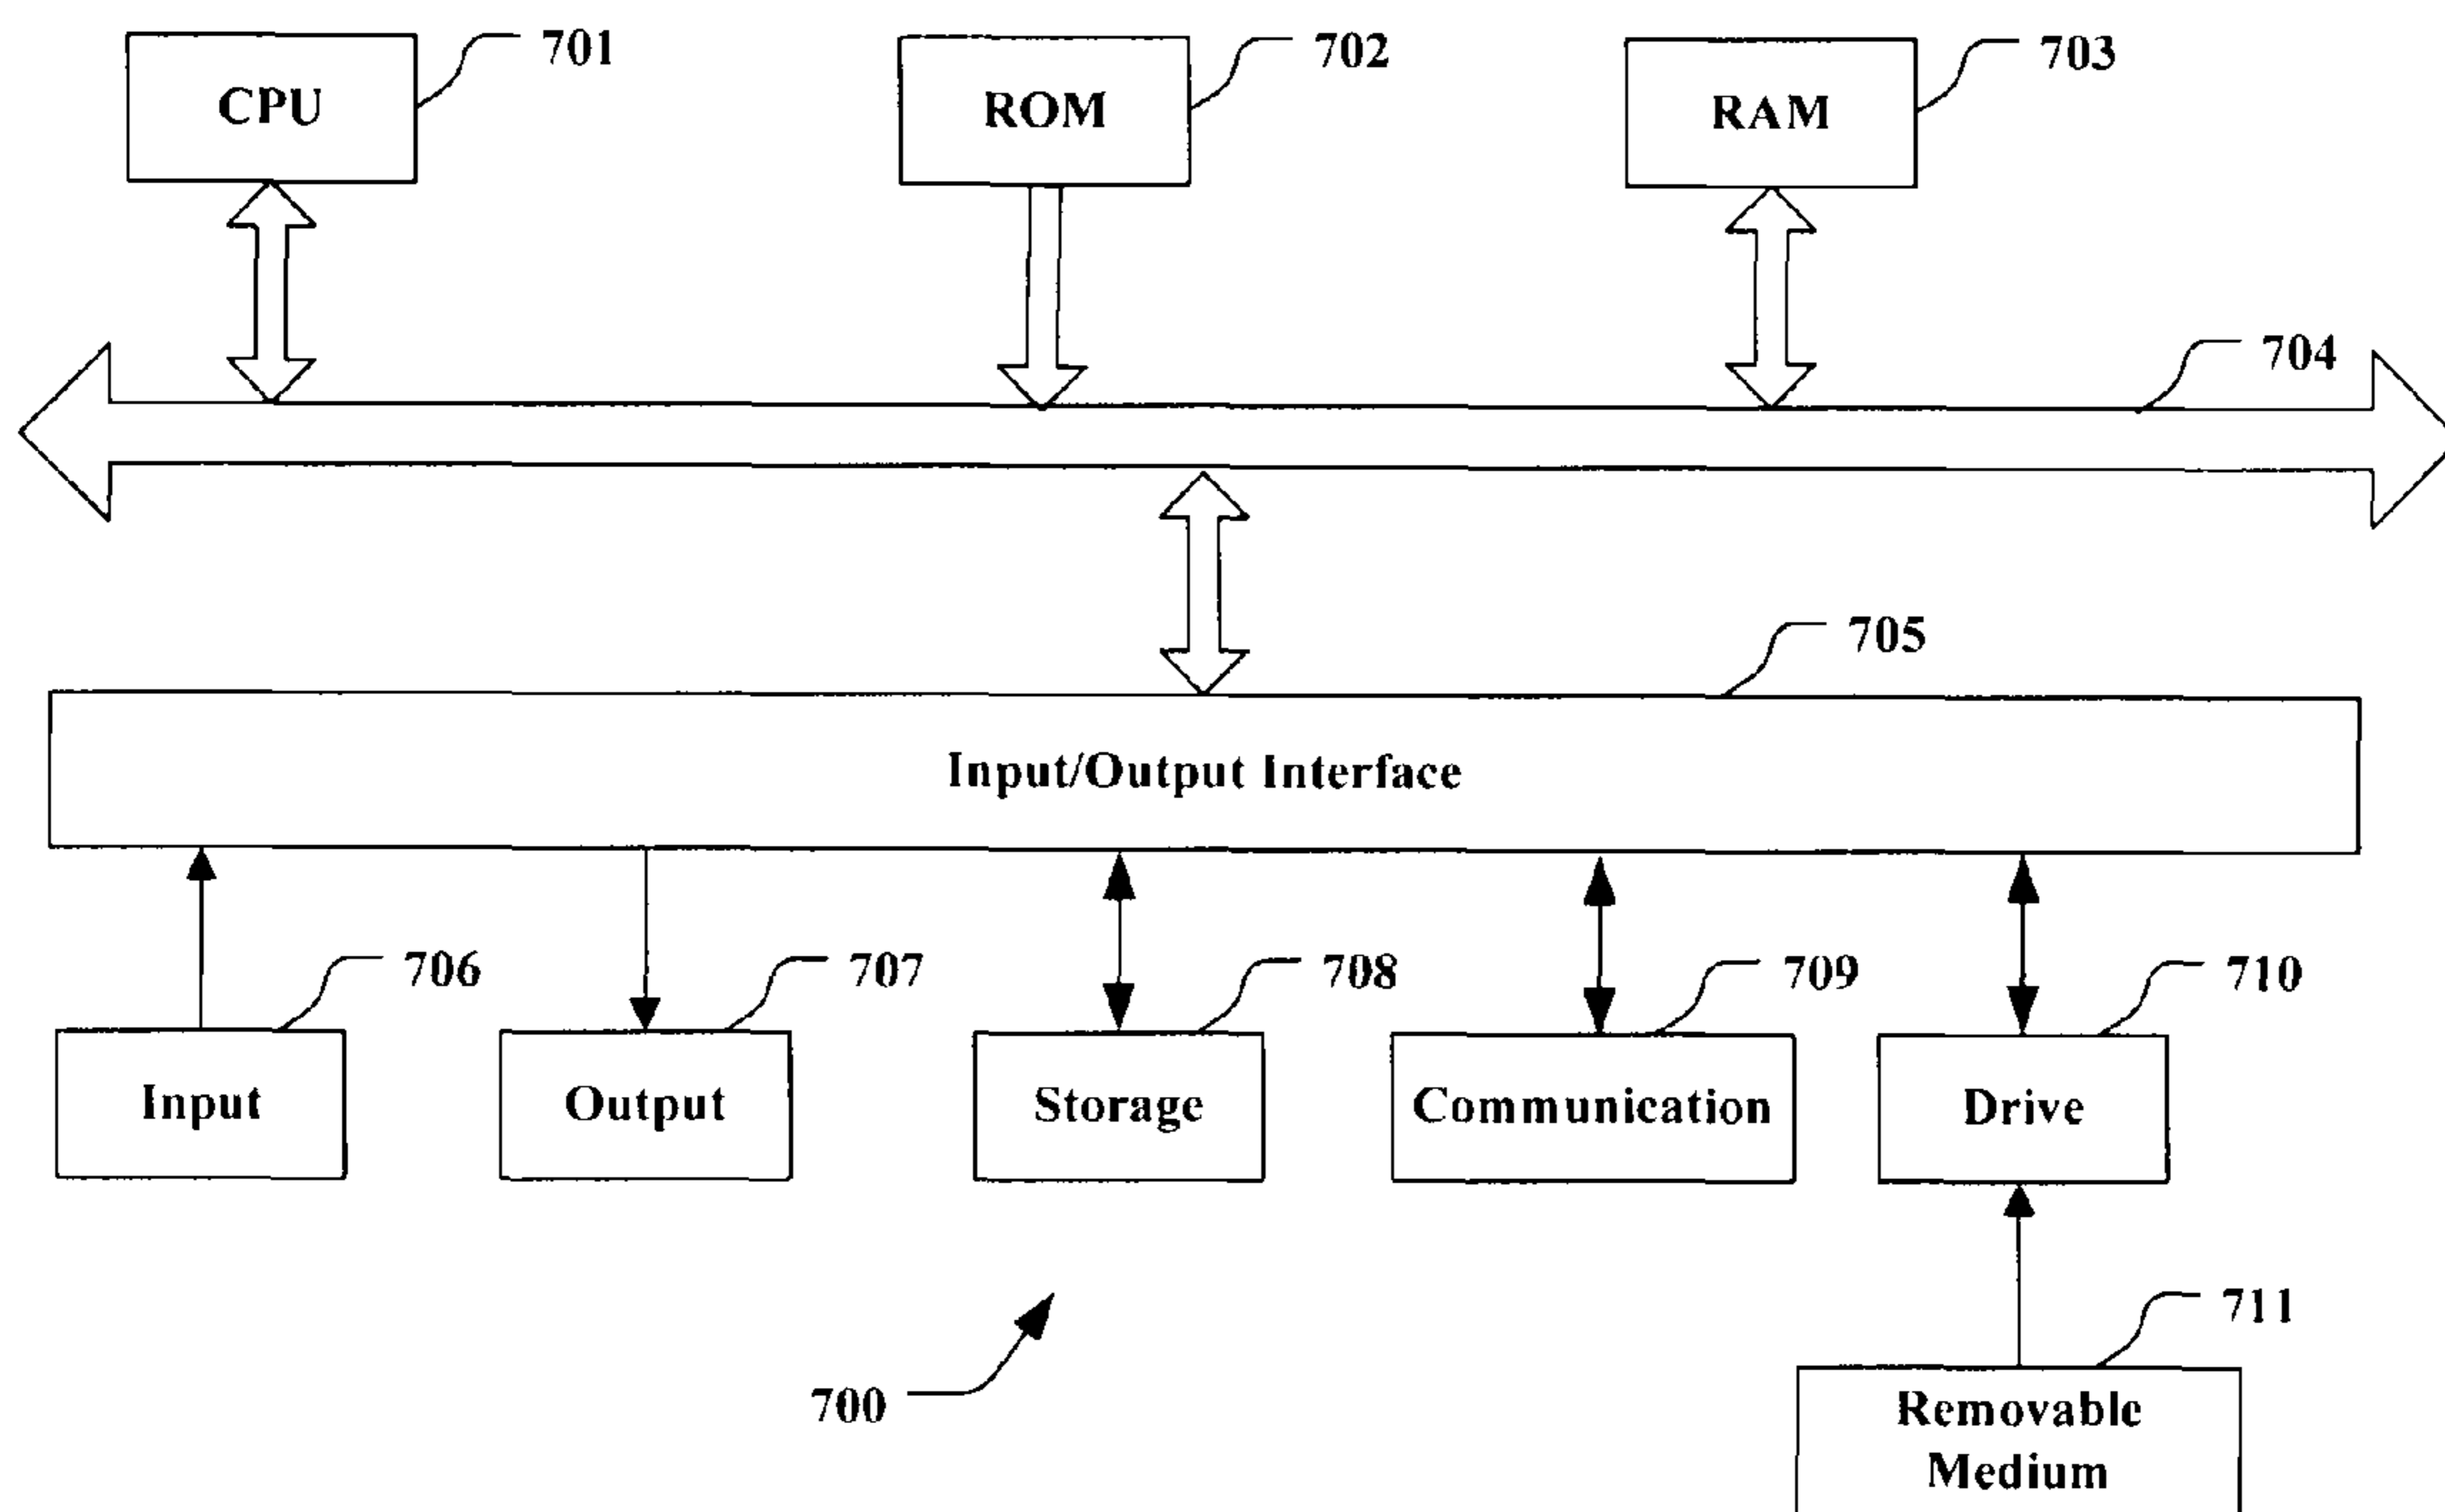 CPU
701
ROM
702
RAM
703
704
705
Input/Output Interface
706
707
708
709
710
Input
Output
Storage
Communication
Drive
711
700
Removable
Medium